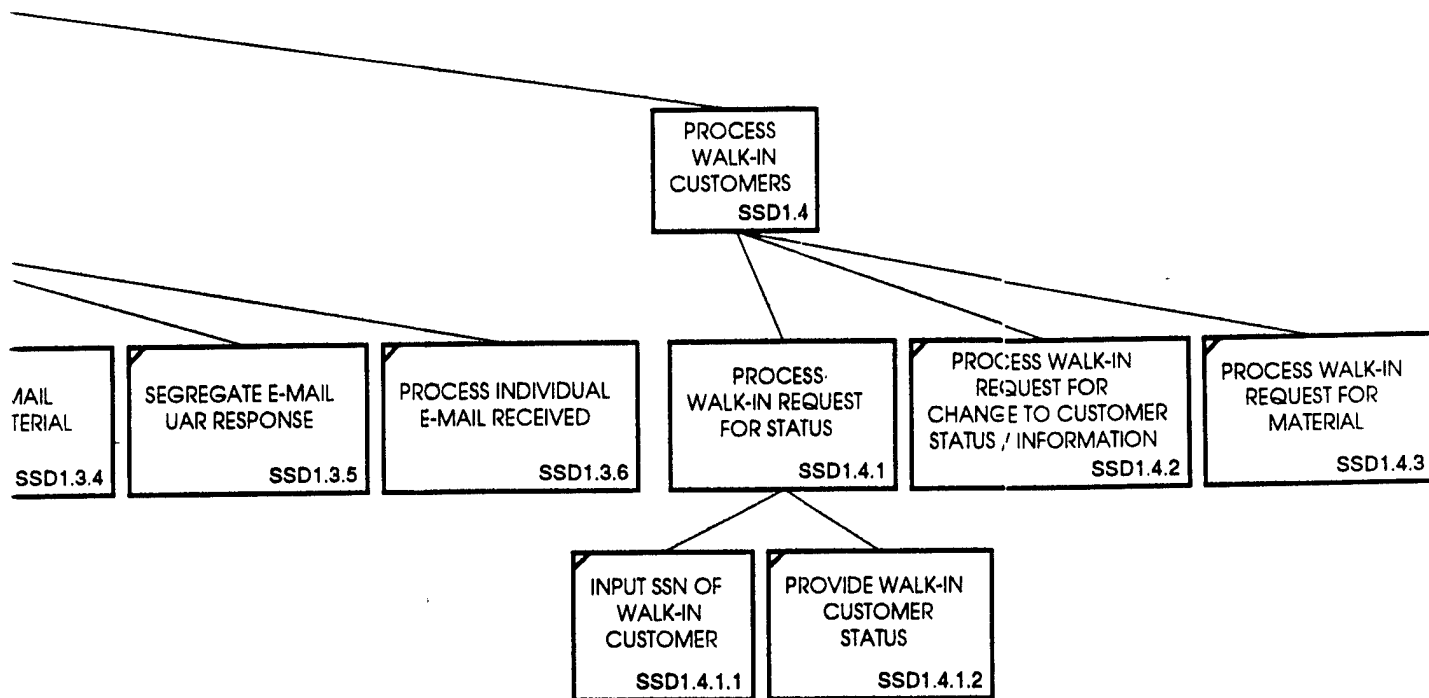 PROCESS
WALK-IN
CUSTOMERS
SSD1.4
TERIAL
SSD1.3.4
SEGREGATE E-MAIL
UAR RESPONSE
SSD1.3.5
PROCESS INDIVIDUAL
E-MAIL RECEIVED
SSD1.3.6
PROCESS
WALK-IN REQUEST
FOR STATUS
SSD1.4.1
PROCESS WALK-IN
REQUEST FOR
CHANGE TO CUSTOMER
STATUS / INFORMATION
SSD1.4.2
PROCESS WALK-IN
REQUEST FOR
MATERIAL
SSD1.4.3
INPUT SSN OF
WALK-IN
CUSTOMER
SSD1.4.1.1
PROVIDE WALK-IN
CUSTOMER
STATUS
SSD1.4.1.2